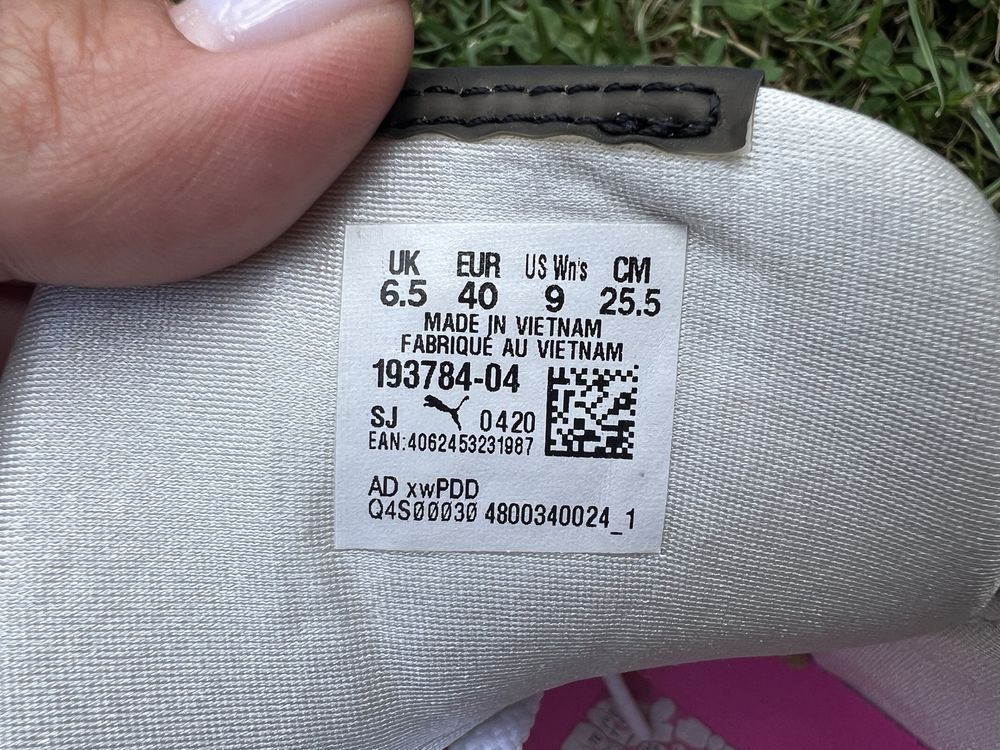 UK EUR US Wn's CM
6.5 40 9 25.5
MADE IN VIETNAM
FABRIQUÉ AU VIETNAM
193784-04
SJ 0420
EAN:4062453231987
AD xwPDD
Q4S00030 4800340024_1